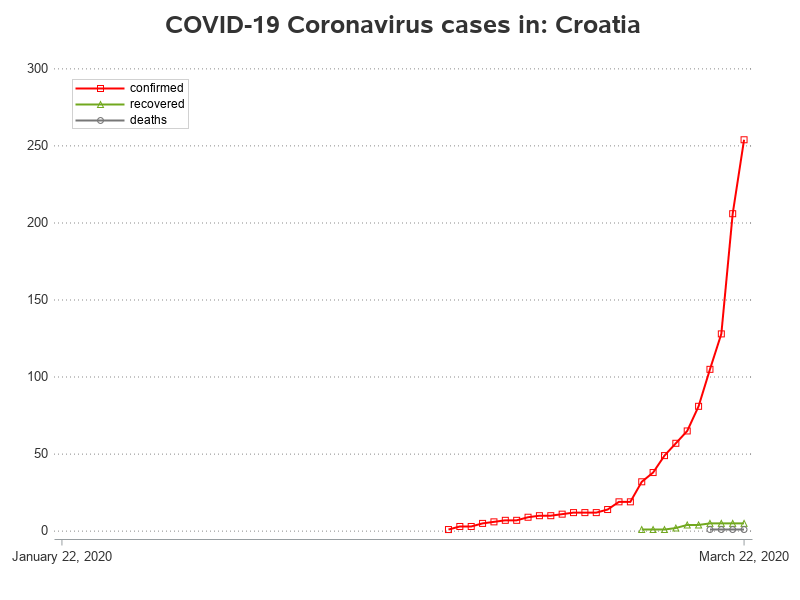 COVID-19 Coronavirus cases in: Croatia
300
confirmed
recovered
deaths
250
200
150
100
50
0
January 22, 2020 March 22, 2020